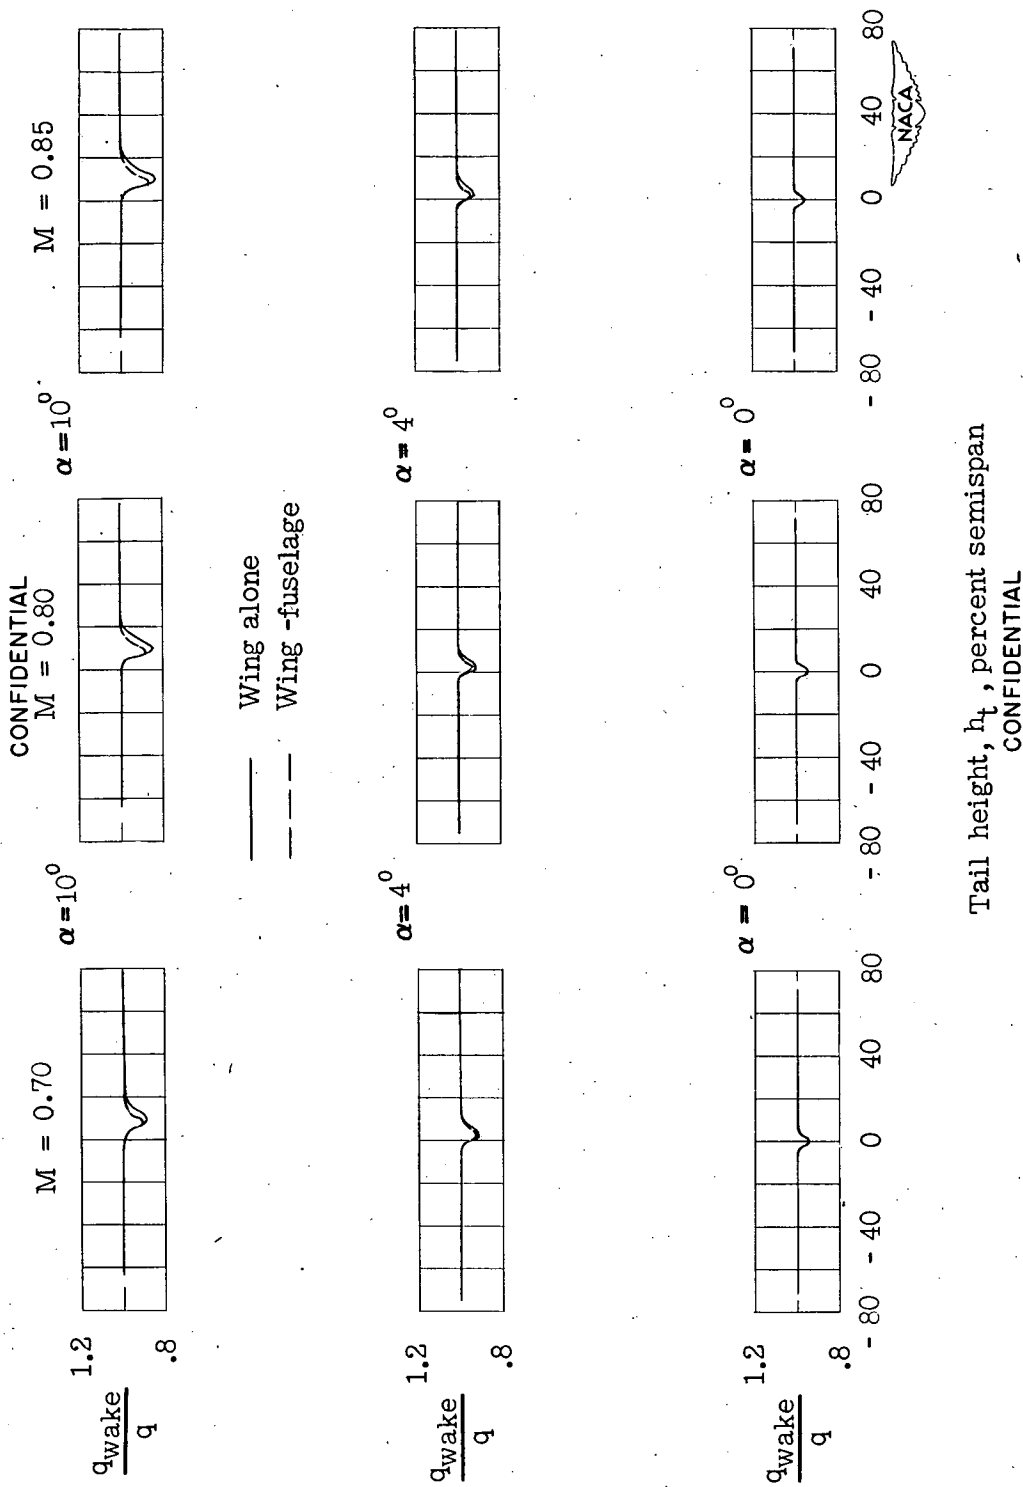 CONFIDENTIAL
M = 0.70
M = 0.80
M = 0.85
α = 10°
α = 10°
1.2
.8
q_wake / q
Wing alone
Wing-fuselage
α = 4°
α = 4°
1.2
.8
q_wake / q
α = 0°
α = 0°
1.2
.8
q_wake / q
-80 -40 0 40 80
-80 -40 0 40 80
-80 -40 0 40 80
NACA
Tail height, h_t, percent semispan
CONFIDENTIAL